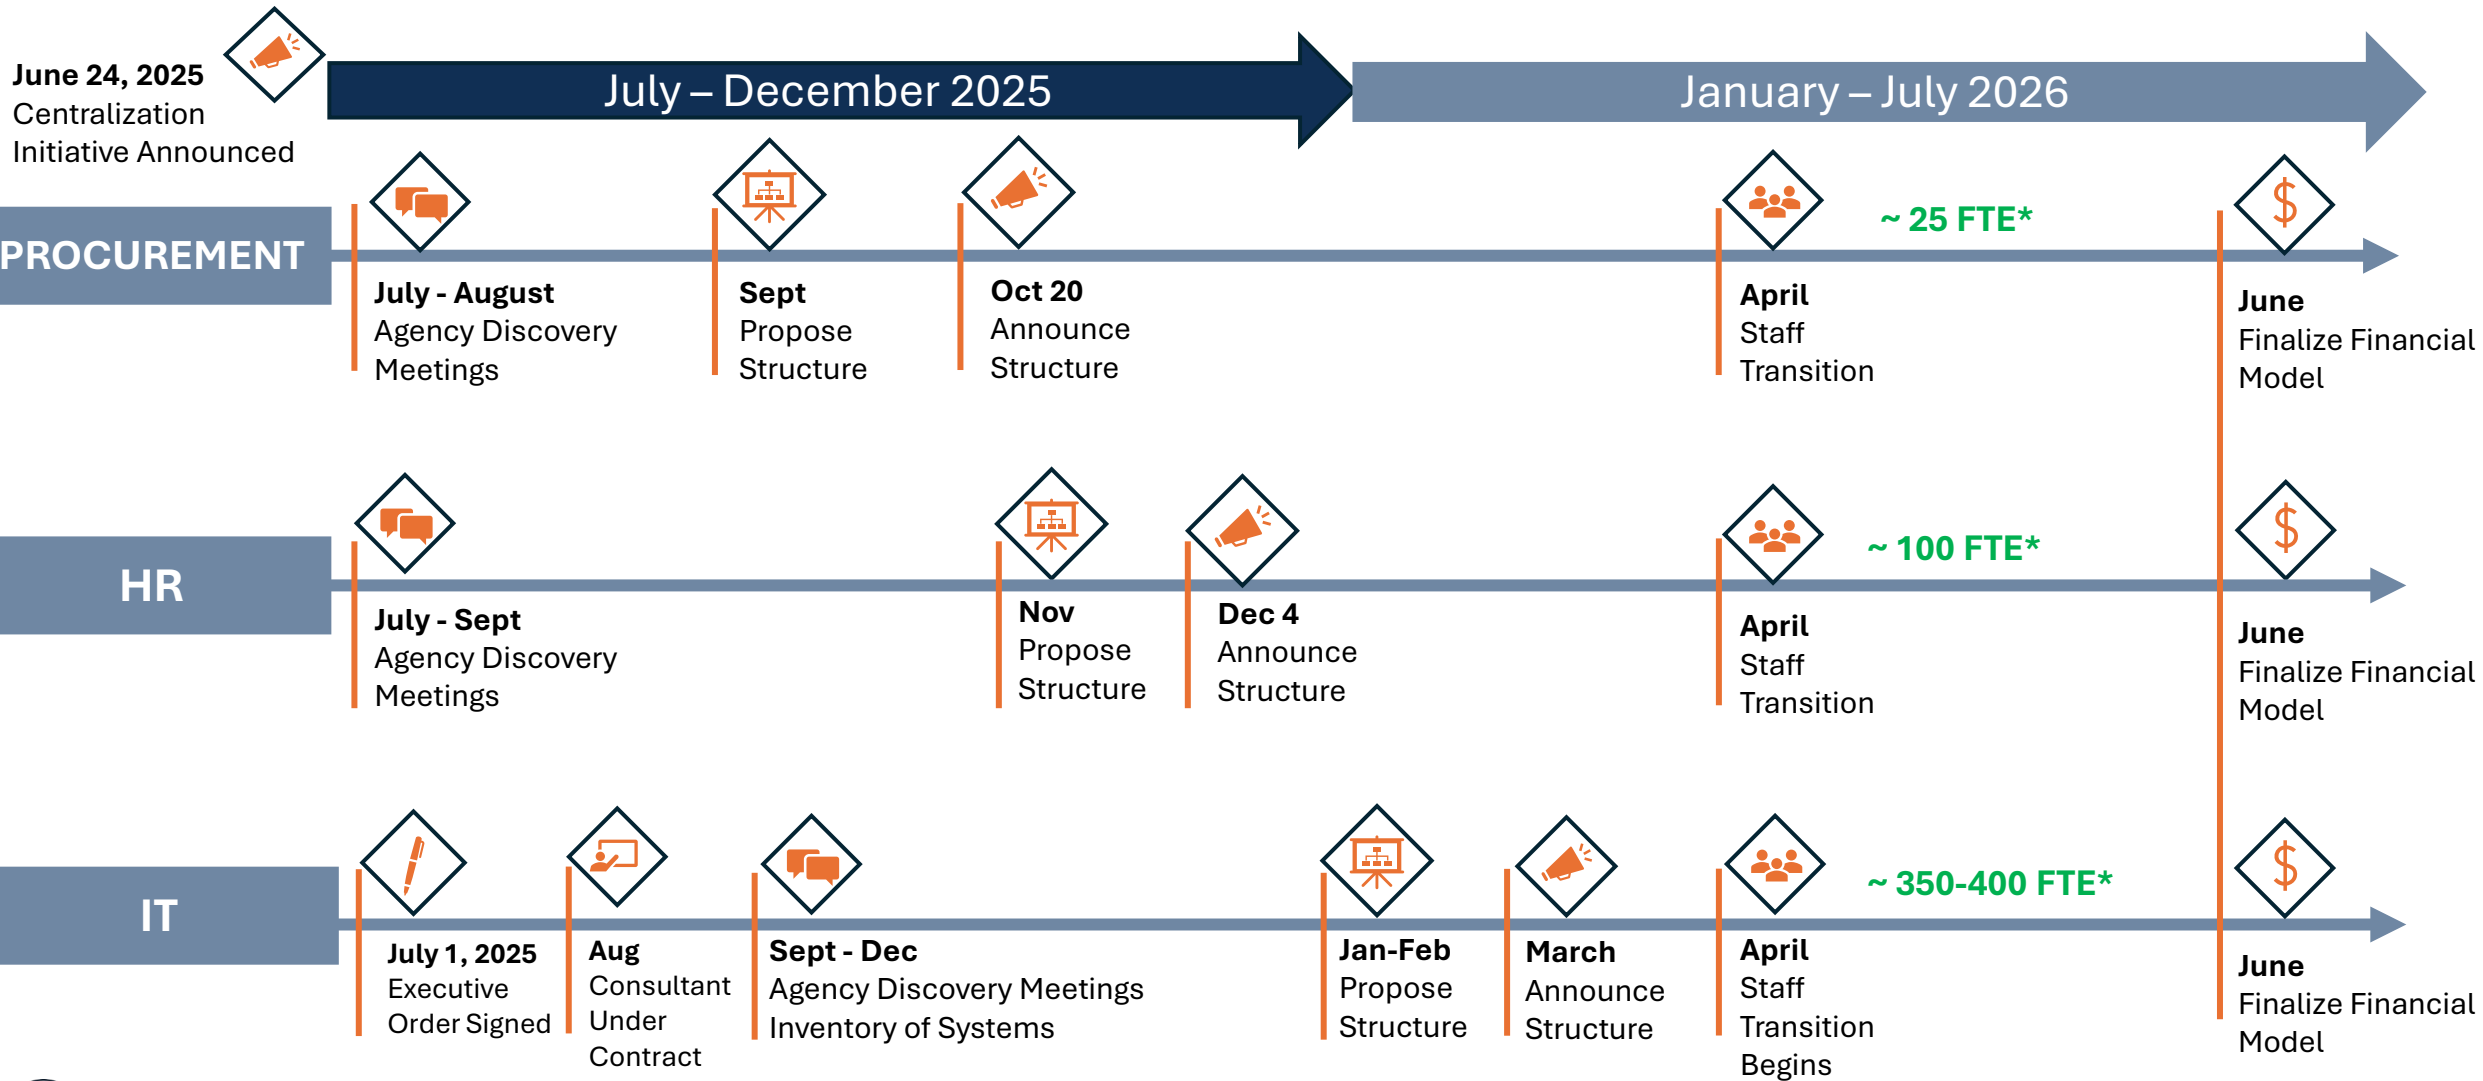 June 24, 2025
Centralization
Initiative Announced
July – December 2025
January – July 2026
PROCUREMENT
July - August
Agency Discovery
Meetings
Sept
Propose
Structure
Oct 20
Announce
Structure
April
Staff
Transition
~ 25 FTE*
June
Finalize Financial
Model
HR
July - Sept
Agency Discovery
Meetings
Nov
Propose
Structure
Dec 4
Announce
Structure
April
Staff
Transition
~ 100 FTE*
June
Finalize Financial
Model
IT
July 1, 2025
Executive
Order Signed
Aug
Consultant
Under
Contract
Sept - Dec
Agency Discovery Meetings
Inventory of Systems
Jan-Feb
Propose
Structure
March
Announce
Structure
April
Staff
Transition
Begins
~ 350-400 FTE*
June
Finalize Financial
Model